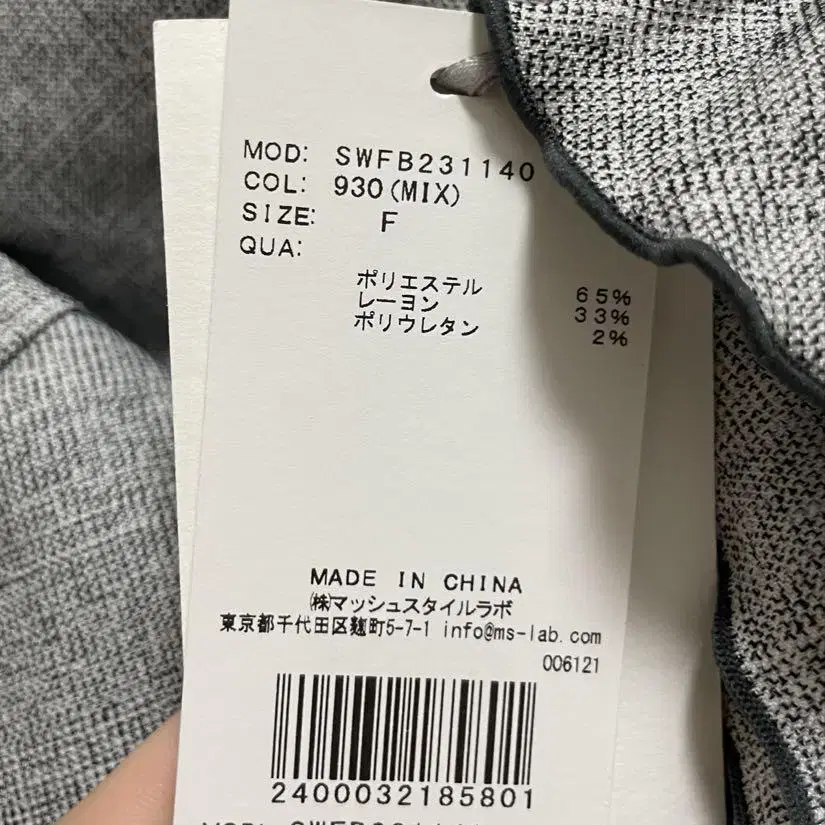 MOD: SWFB231140
COL: 930(MIX)
SIZE: F
QUA:
ポリエステル 65%
レーヨン 33%
ポリウレタン 2%
MADE IN CHINA
㈱マッシュスタイルラボ
東京都千代田区麹町5-7-1 info@ms-lab.com
006121
2400032185801